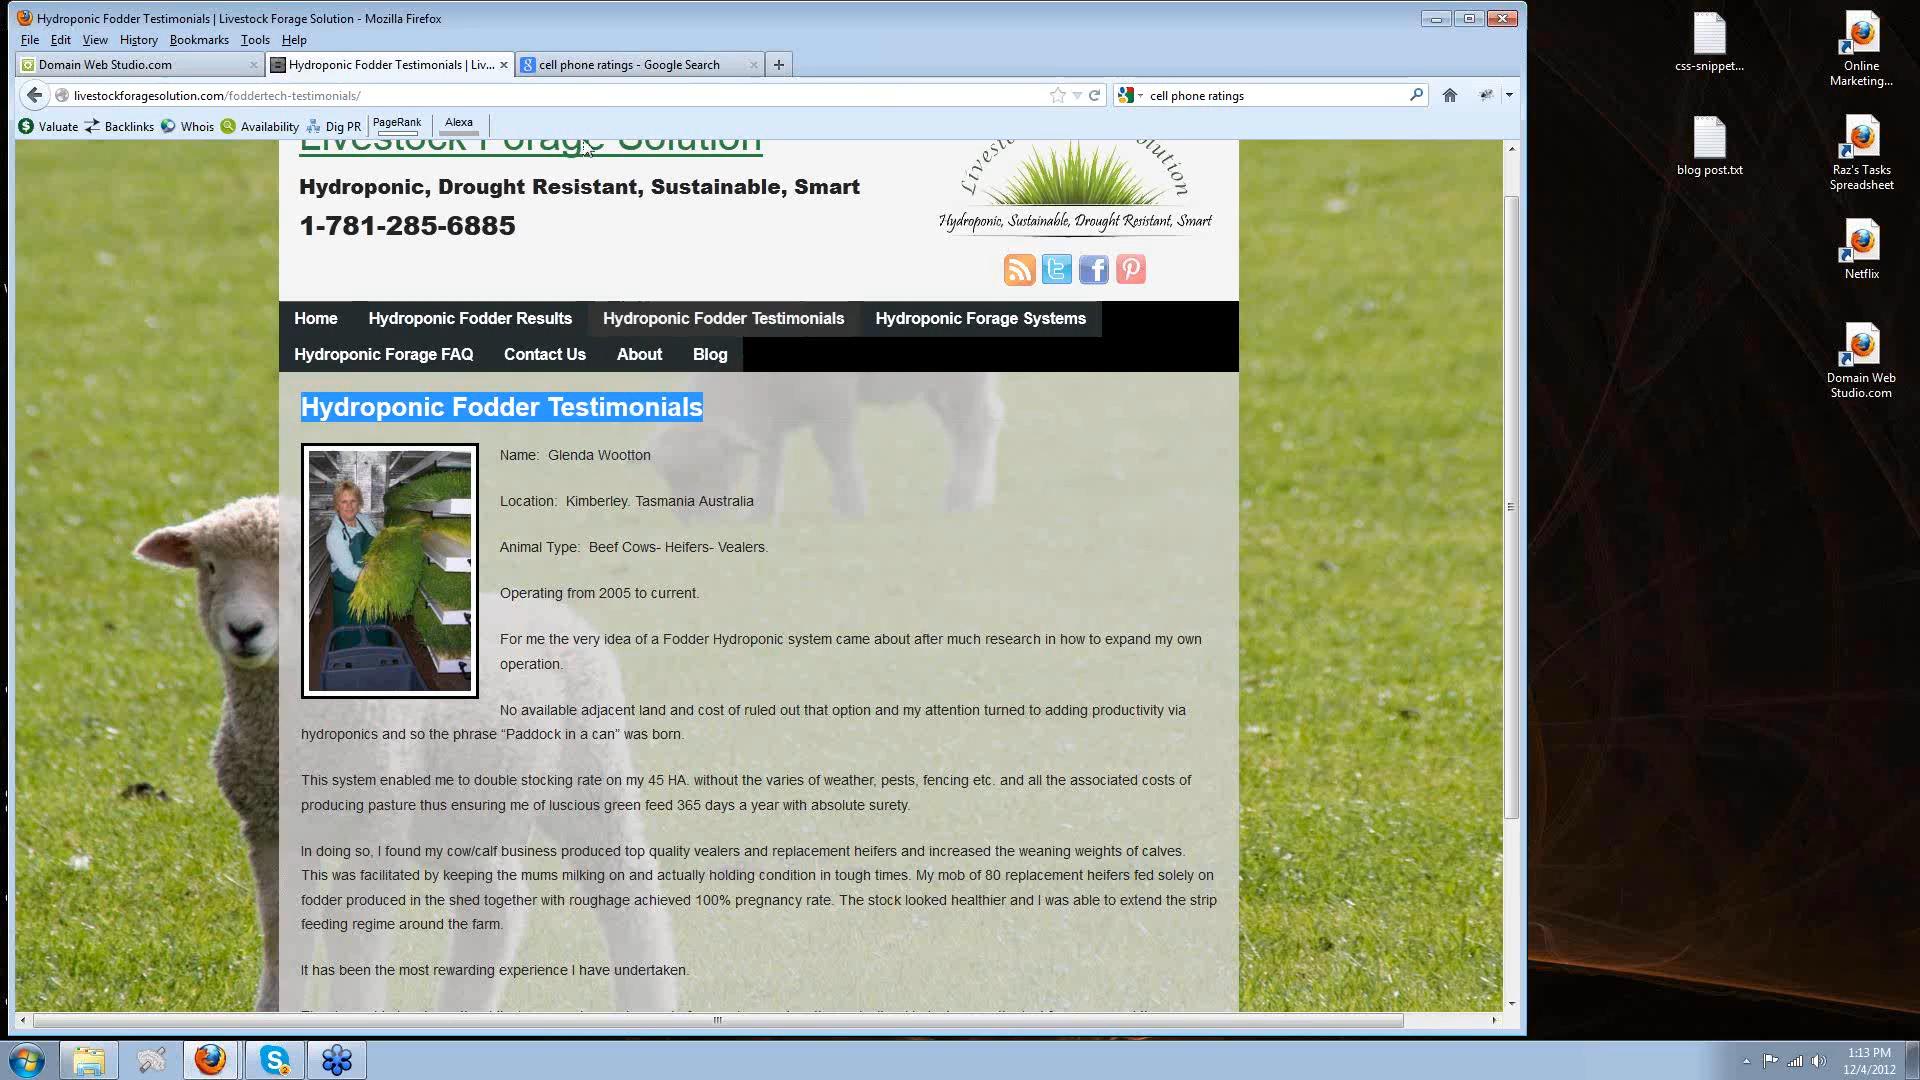 Hydroponic Fodder Testimonials | Livestock Forage Solution - Mozilla Firefox
File Edit View History Bookmarks Tools Help
Domain Web Studio.com
Hydroponic Fodder Testimonials | Liv...
cell phone ratings - Google Search
livestockforagesolution.com/foddertech-testimonials/
cell phone ratings
Valuate Backlinks Whois Availability Dig PR PageRank Alexa
Livestock Forage Solution
Hydroponic, Drought Resistant, Sustainable, Smart
1-781-285-6885
Hydroponic, Sustainable, Drought Resistant, Smart
Home Hydroponic Fodder Results Hydroponic Fodder Testimonials Hydroponic Forage Systems
Hydroponic Forage FAQ Contact Us About Blog
Hydroponic Fodder Testimonials
Name: Glenda Wootton
Location: Kimberley. Tasmania Australia
Animal Type: Beef Cows- Heifers- Vealers.
Operating from 2005 to current.
For me the very idea of a Fodder Hydroponic system came about after much research in how to expand my own
operation.
No available adjacent land and cost of ruled out that option and my attention turned to adding productivity via
hydroponics and so the phrase “Paddock in a can” was born.
This system enabled me to double stocking rate on my 45 HA. without the varies of weather, pests, fencing etc. and all the associated costs of
producing pasture thus ensuring me of luscious green feed 365 days a year with absolute surety.
In doing so, I found my cow/calf business produced top quality vealers and replacement heifers and increased the weaning weights of calves.
This was facilitated by keeping the mums milking on and actually holding condition in tough times. My mob of 80 replacement heifers fed solely on
fodder produced in the shed together with roughage achieved 100% pregnancy rate. The stock looked healthier and I was able to extend the strip
feeding regime around the farm.
It has been the most rewarding experience I have undertaken.
css-snippet...
Online
Marketing...
blog post.txt
Raz's Tasks
Spreadsheet
Netflix
Domain Web
Studio.com
1:13 PM
12/4/2012